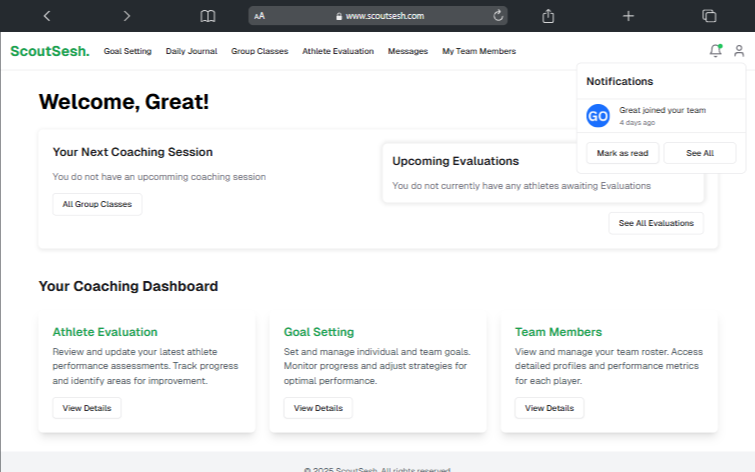 AA
www.scoutsesh.com
ScoutSesh.
Goal Setting
Daily Journal
Group Classes
Athlete Evaluation
Messages
My Team Members
Notifications
GO
Great joined your team
4 days ago
Mark as read
See All
Welcome, Great!
Your Next Coaching Session
You do not have an upcomming coaching session
All Group Classes
Upcoming Evaluations
You do not currently have any athletes awaiting Evaluations
See All Evaluations
Your Coaching Dashboard
Athlete Evaluation
Review and update your latest athlete
performance assessments. Track progress
and identify areas for improvement.
View Details
Goal Setting
Set and manage individual and team goals.
Monitor progress and adjust strategies for
optimal performance.
View Details
Team Members
View and manage your team roster. Access
detailed profiles and performance metrics
for each player.
View Details
© 2025 ScoutSesh. All rights reserved